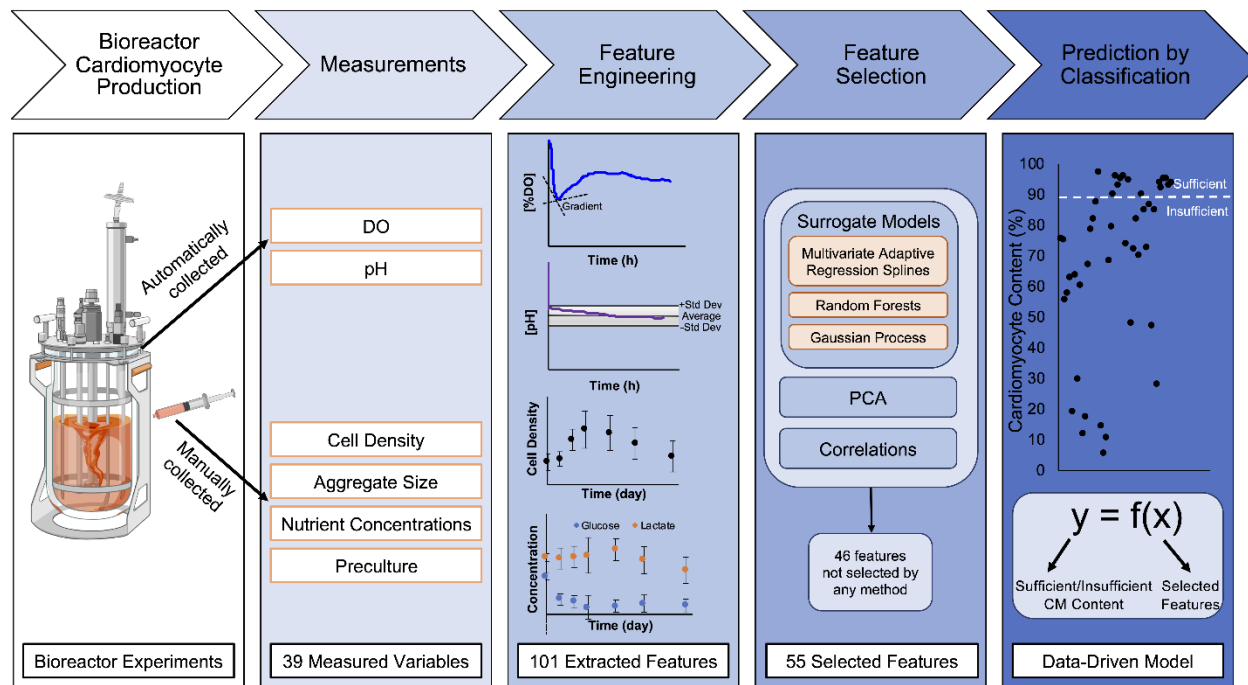 Bioreactor
Cardiomyocyte
Production
Measurements
Feature
Engineering
Feature
Selection
Prediction by
Classification
Automatically
collected
Manually
collected
Bioreactor Experiments
DO
pH
Cell Density
Aggregate Size
Nutrient Concentrations
Preculture
39 Measured Variables
[%DO]
Gradient
Time (h)
[pH]
+Std Dev
Average
-Std Dev
Time (h)
Cell Density
Time (day)
Concentration
Glucose
Lactate
Time (day)
101 Extracted Features
Surrogate Models
Multivariate Adaptive
Regression Splines
Random Forests
Gaussian Process
PCA
Correlations
46 features
not selected by
any method
55 Selected Features
Cardiomyocyte Content (%)
100
90
80
70
60
50
40
30
20
10
0
Sufficient
Insufficient
y = f(x)
Sufficient/Insufficient
CM Content
Selected
Features
Data-Driven Model